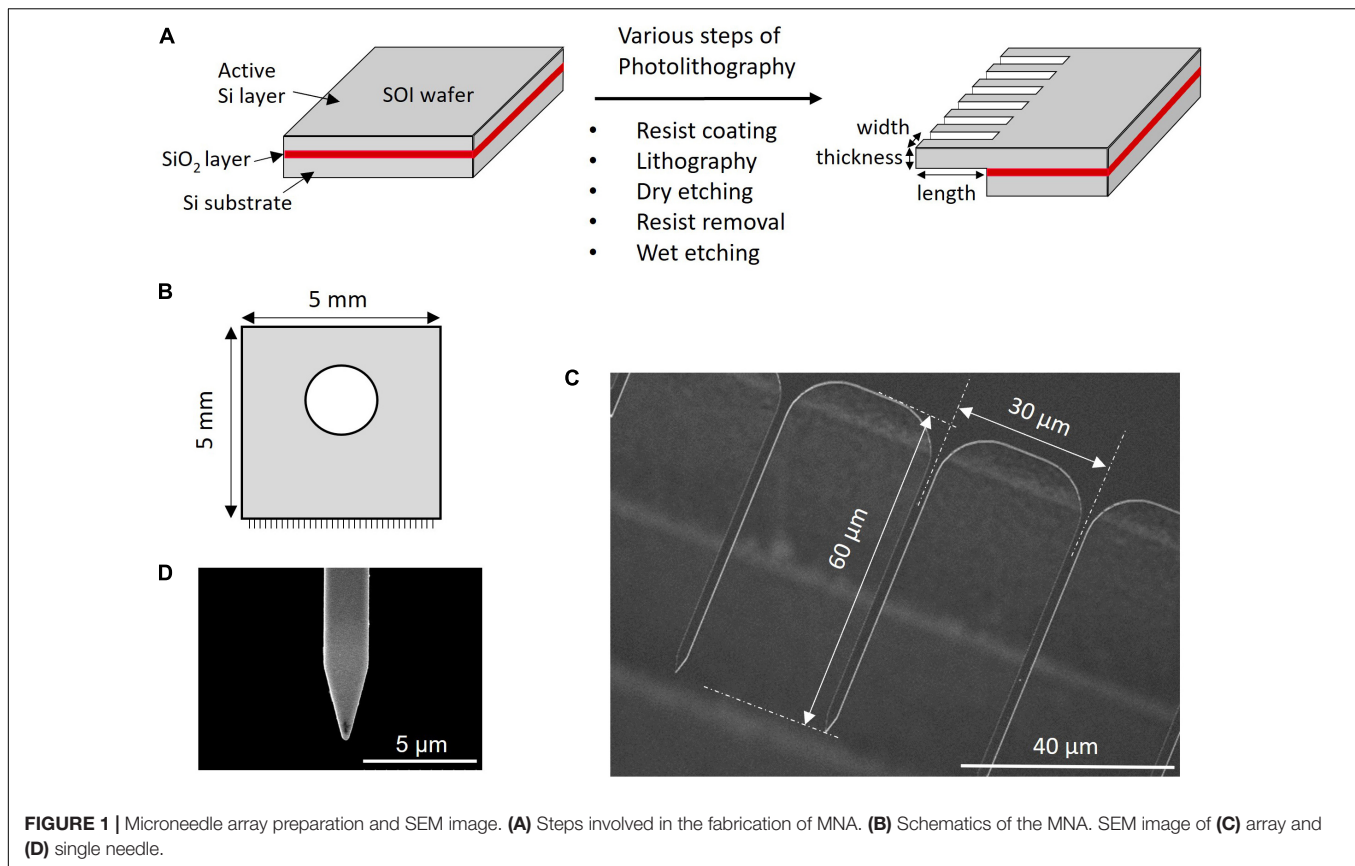 A
Active
Si layer
SOI wafer
SiO2 layer
Si substrate
Various steps of
Photolithography
• Resist coating
• Lithography
• Dry etching
• Resist removal
• Wet etching
width
thickness
length
B
5 mm
5 mm
C
30 µm
60 µm
40 µm
D
5 µm
FIGURE 1 | Microneedle array preparation and SEM image. (A) Steps involved in the fabrication of MNA. (B) Schematics of the MNA. SEM image of (C) array and
(D) single needle.